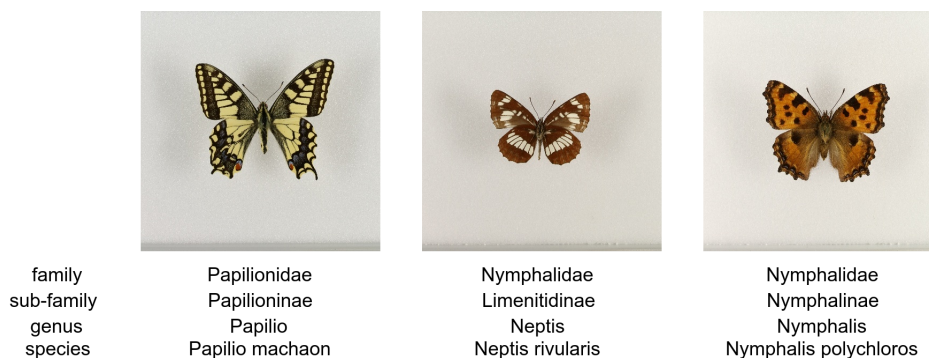 family Papilionidae Nymphalidae Nymphalidae
sub-family Papilioninae Limenitidinae Nymphalinae
genus Papilio Neptis Nymphalis
species Papilio machaon Neptis rivularis Nymphalis polychloros